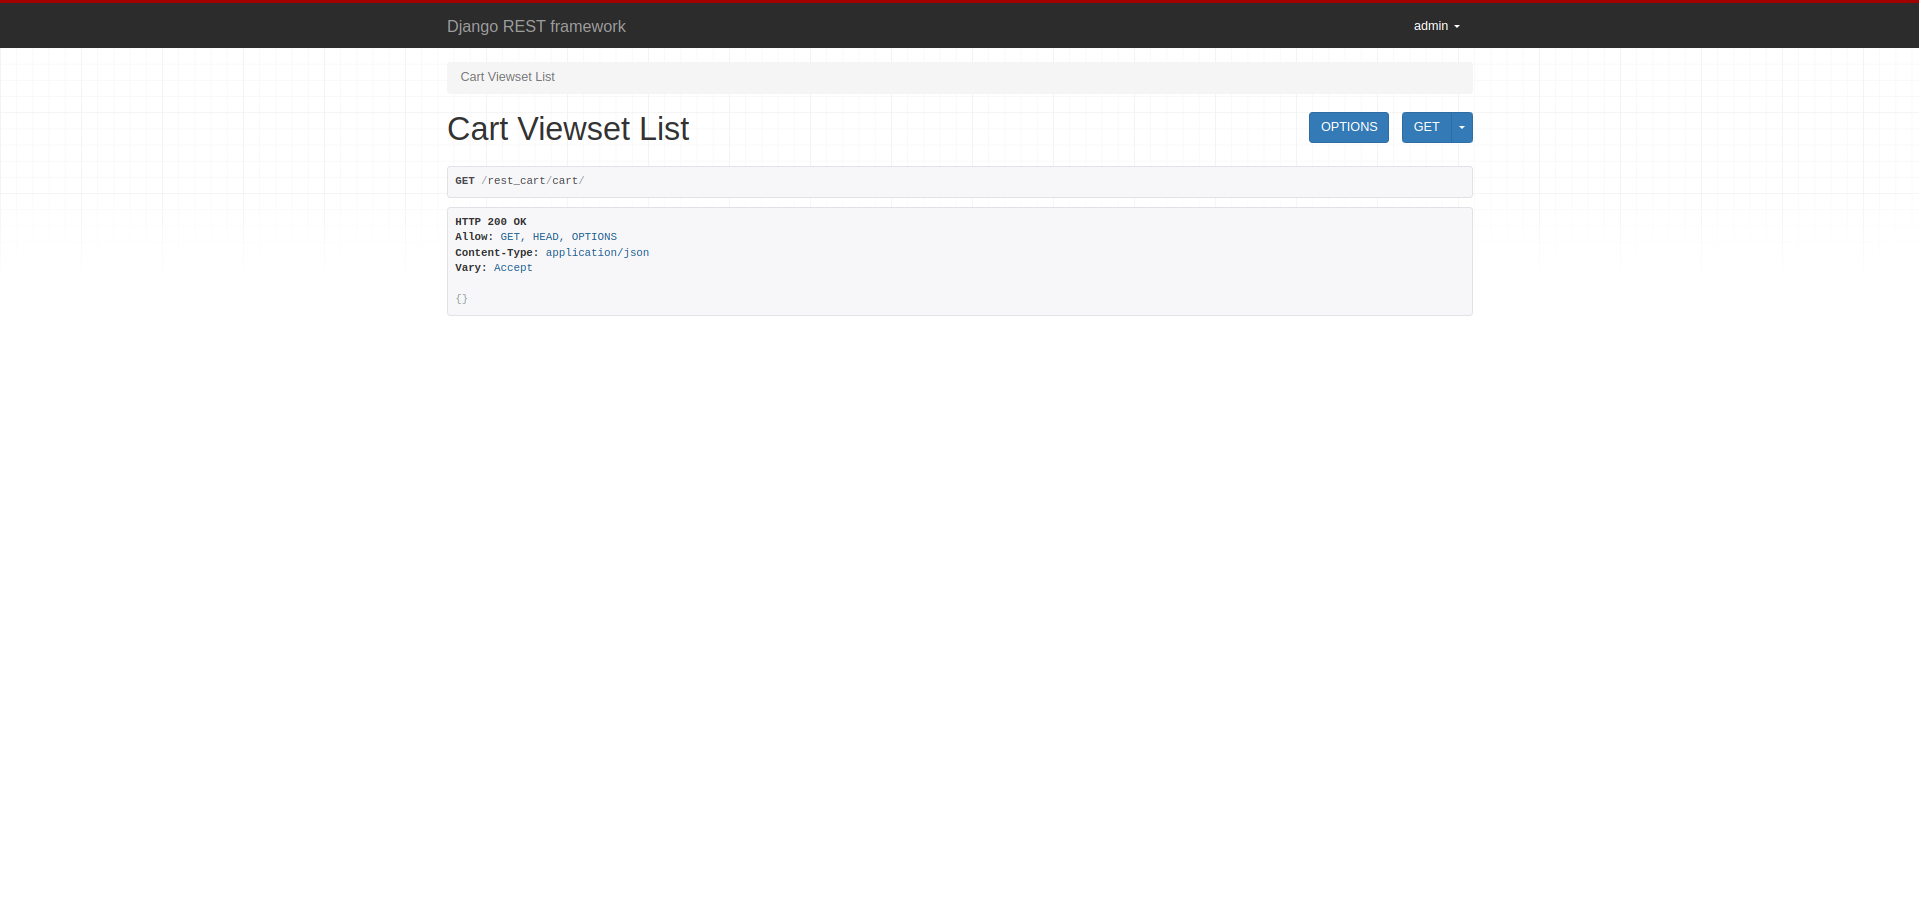 Django REST framework
admin
Cart Viewset List
Cart Viewset List
OPTIONS
GET
GET /rest_cart/cart/
HTTP 200 OK
Allow: GET, HEAD, OPTIONS
Content-Type: application/json
Vary: Accept
{}